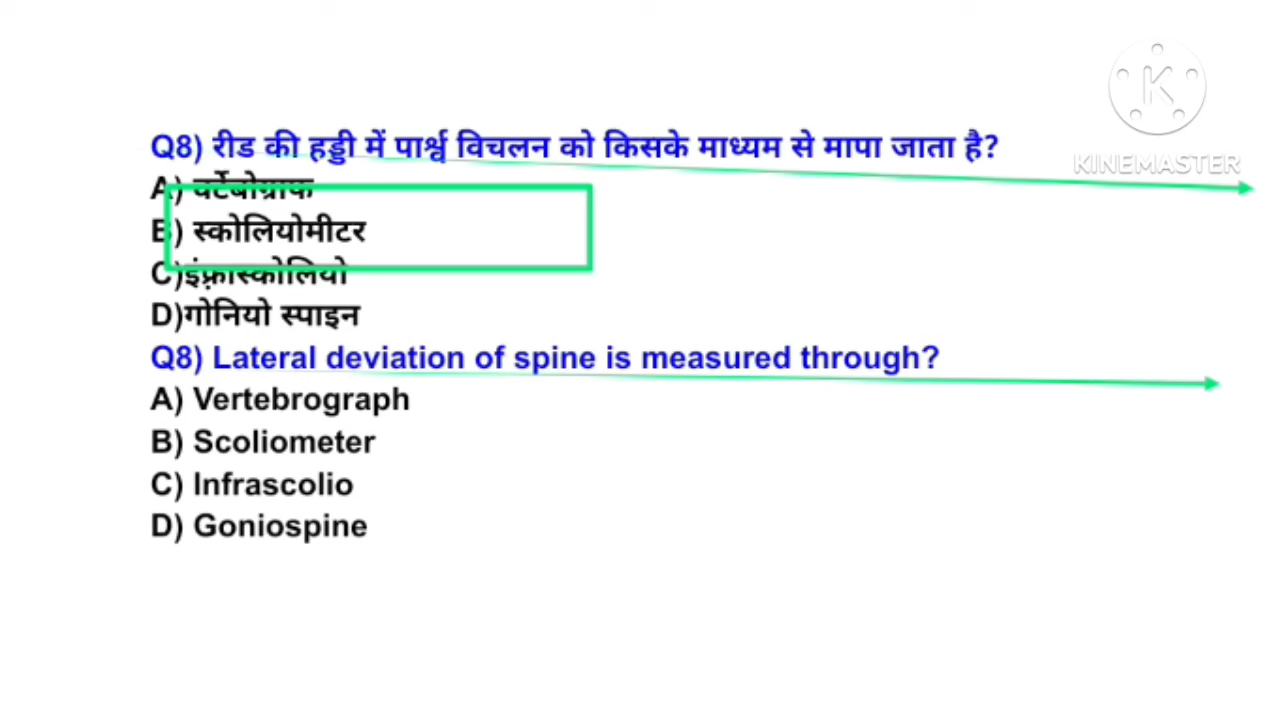 Q8) रीड की हड्डी में पार्श्व विचलन को किसके माध्यम से मापा जाता है?
A) वर्टेबोग्राफ
B) स्कोलियोमीटर
C)इंफ़्रास्कोलियो
D)गोनियो स्पाइन
Q8) Lateral deviation of spine is measured through?
A) Vertebrograph
B) Scoliometer
C) Infrascolio
D) Goniospine
K
KINEMASTER